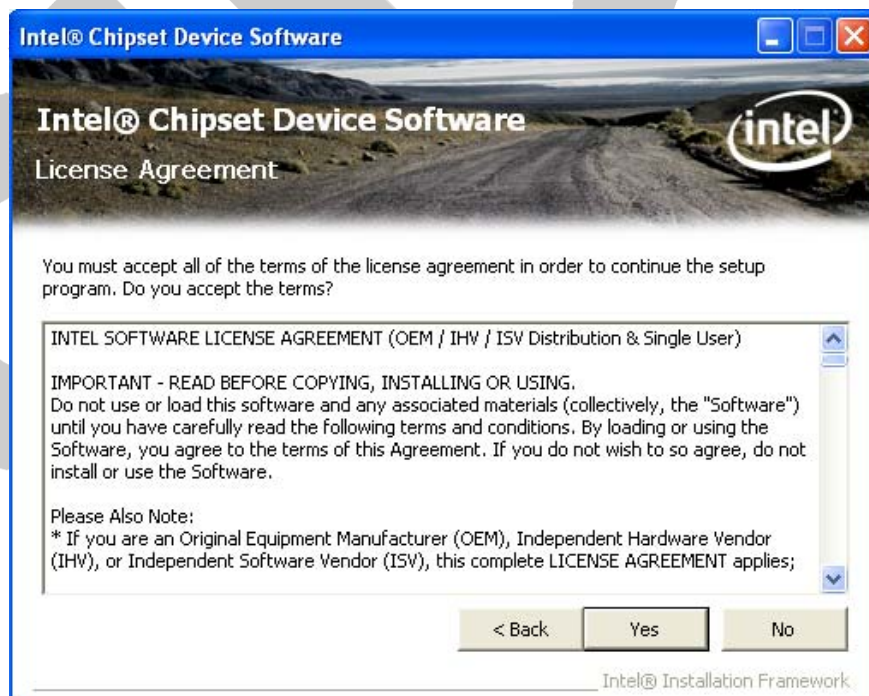 Intel® Chipset Device Software
Intel® Chipset Device Software
intel
License Agreement
You must accept all of the terms of the license agreement in order to continue the setup
program. Do you accept the terms?
INTEL SOFTWARE LICENSE AGREEMENT (OEM / IHV / ISV Distribution & Single User)
IMPORTANT - READ BEFORE COPYING, INSTALLING OR USING.
Do not use or load this software and any associated materials (collectively, the "Software")
until you have carefully read the following terms and conditions. By loading or using the
Software, you agree to the terms of this Agreement. If you do not wish to so agree, do not
install or use the Software.
Please Also Note:
* If you are an Original Equipment Manufacturer (OEM), Independent Hardware Vendor
(IHV), or Independent Software Vendor (ISV), this complete LICENSE AGREEMENT applies;
< Back Yes No
Intel® Installation Framework